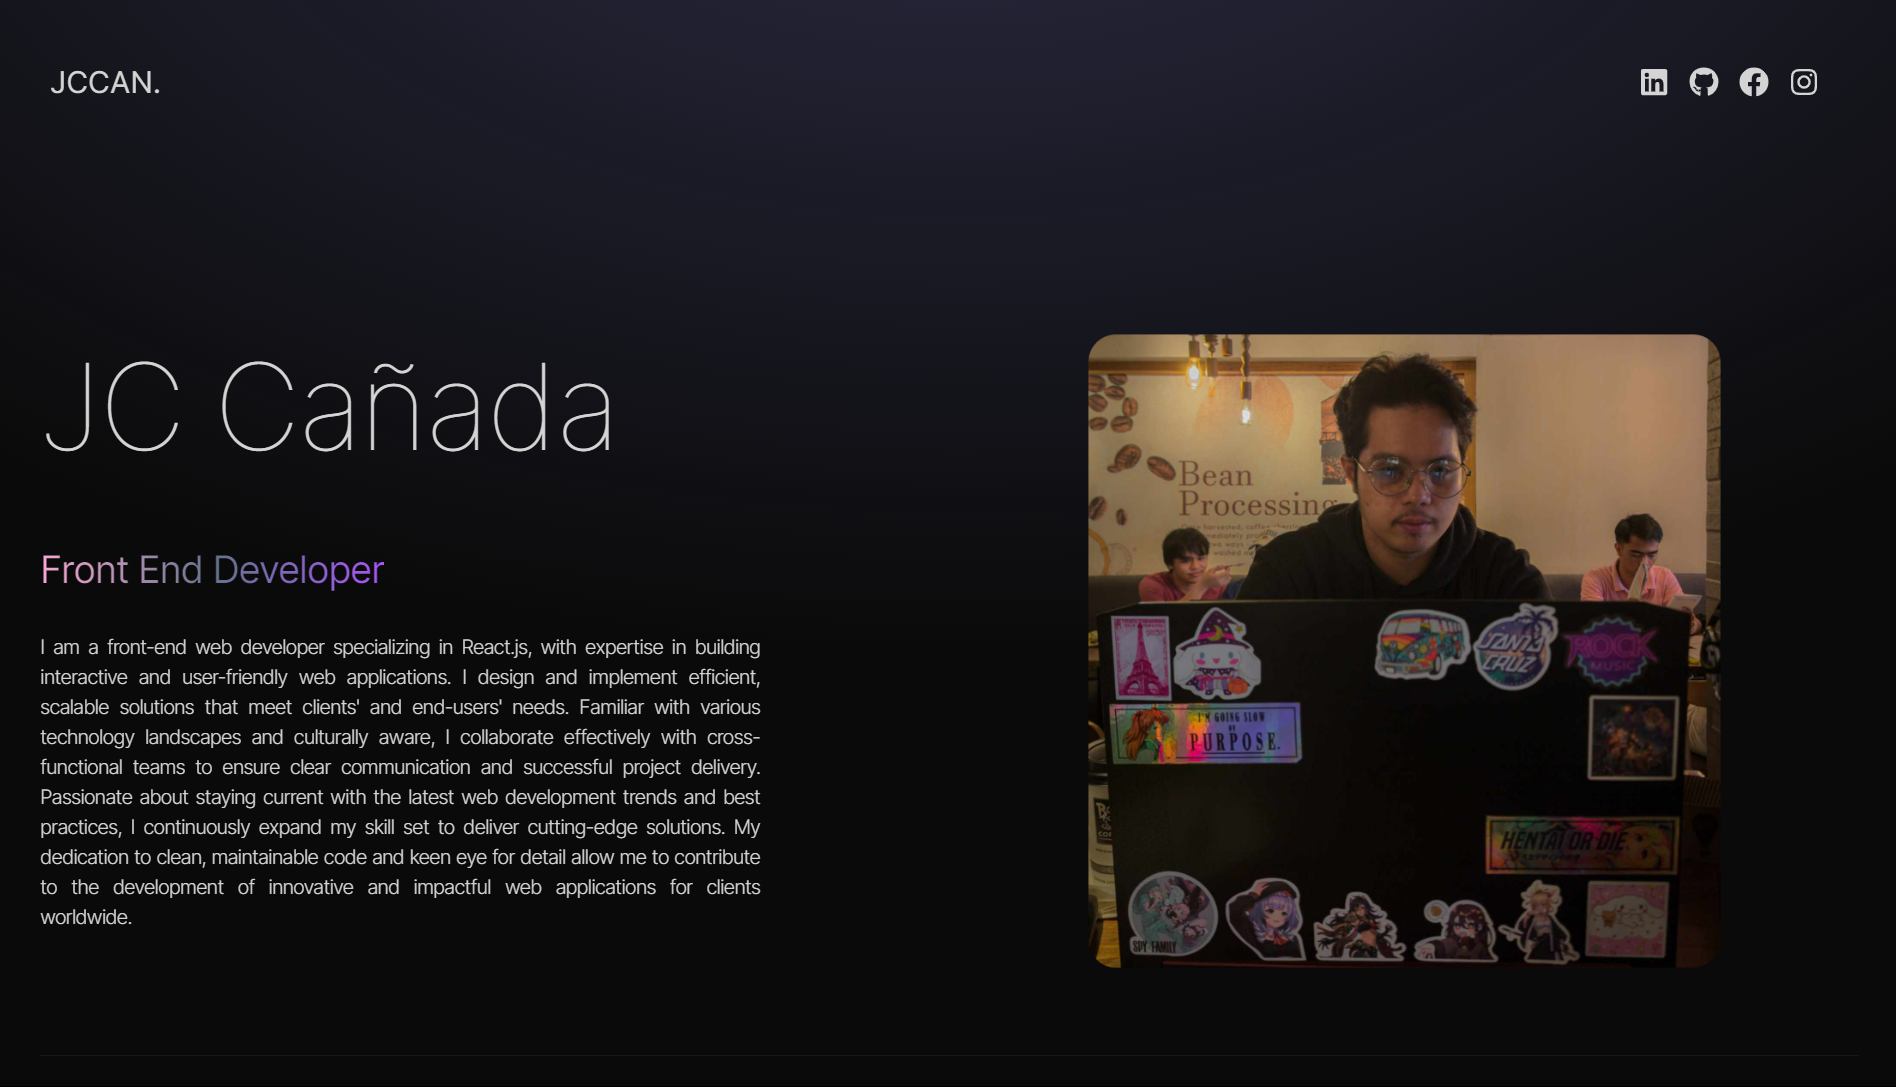 JCCAN.
JC Cañada
Front End Developer
I am a front-end web developer specializing in React.js, with expertise in building
interactive and user-friendly web applications. I design and implement efficient,
scalable solutions that meet clients' and end-users' needs. Familiar with various
technology landscapes and culturally aware, I collaborate effectively with cross-
functional teams to ensure clear communication and successful project delivery.
Passionate about staying current with the latest web development trends and best
practices, I continuously expand my skill set to deliver cutting-edge solutions. My
dedication to clean, maintainable code and keen eye for detail allow me to contribute
to the development of innovative and impactful web applications for clients
worldwide.
Bean
Processing
SANTA
CRUZ
ROCK
MUSIC
I'M GOING SLOW
ON
PURPOSE.
HENTAI OR DIE
SPY FAMILY